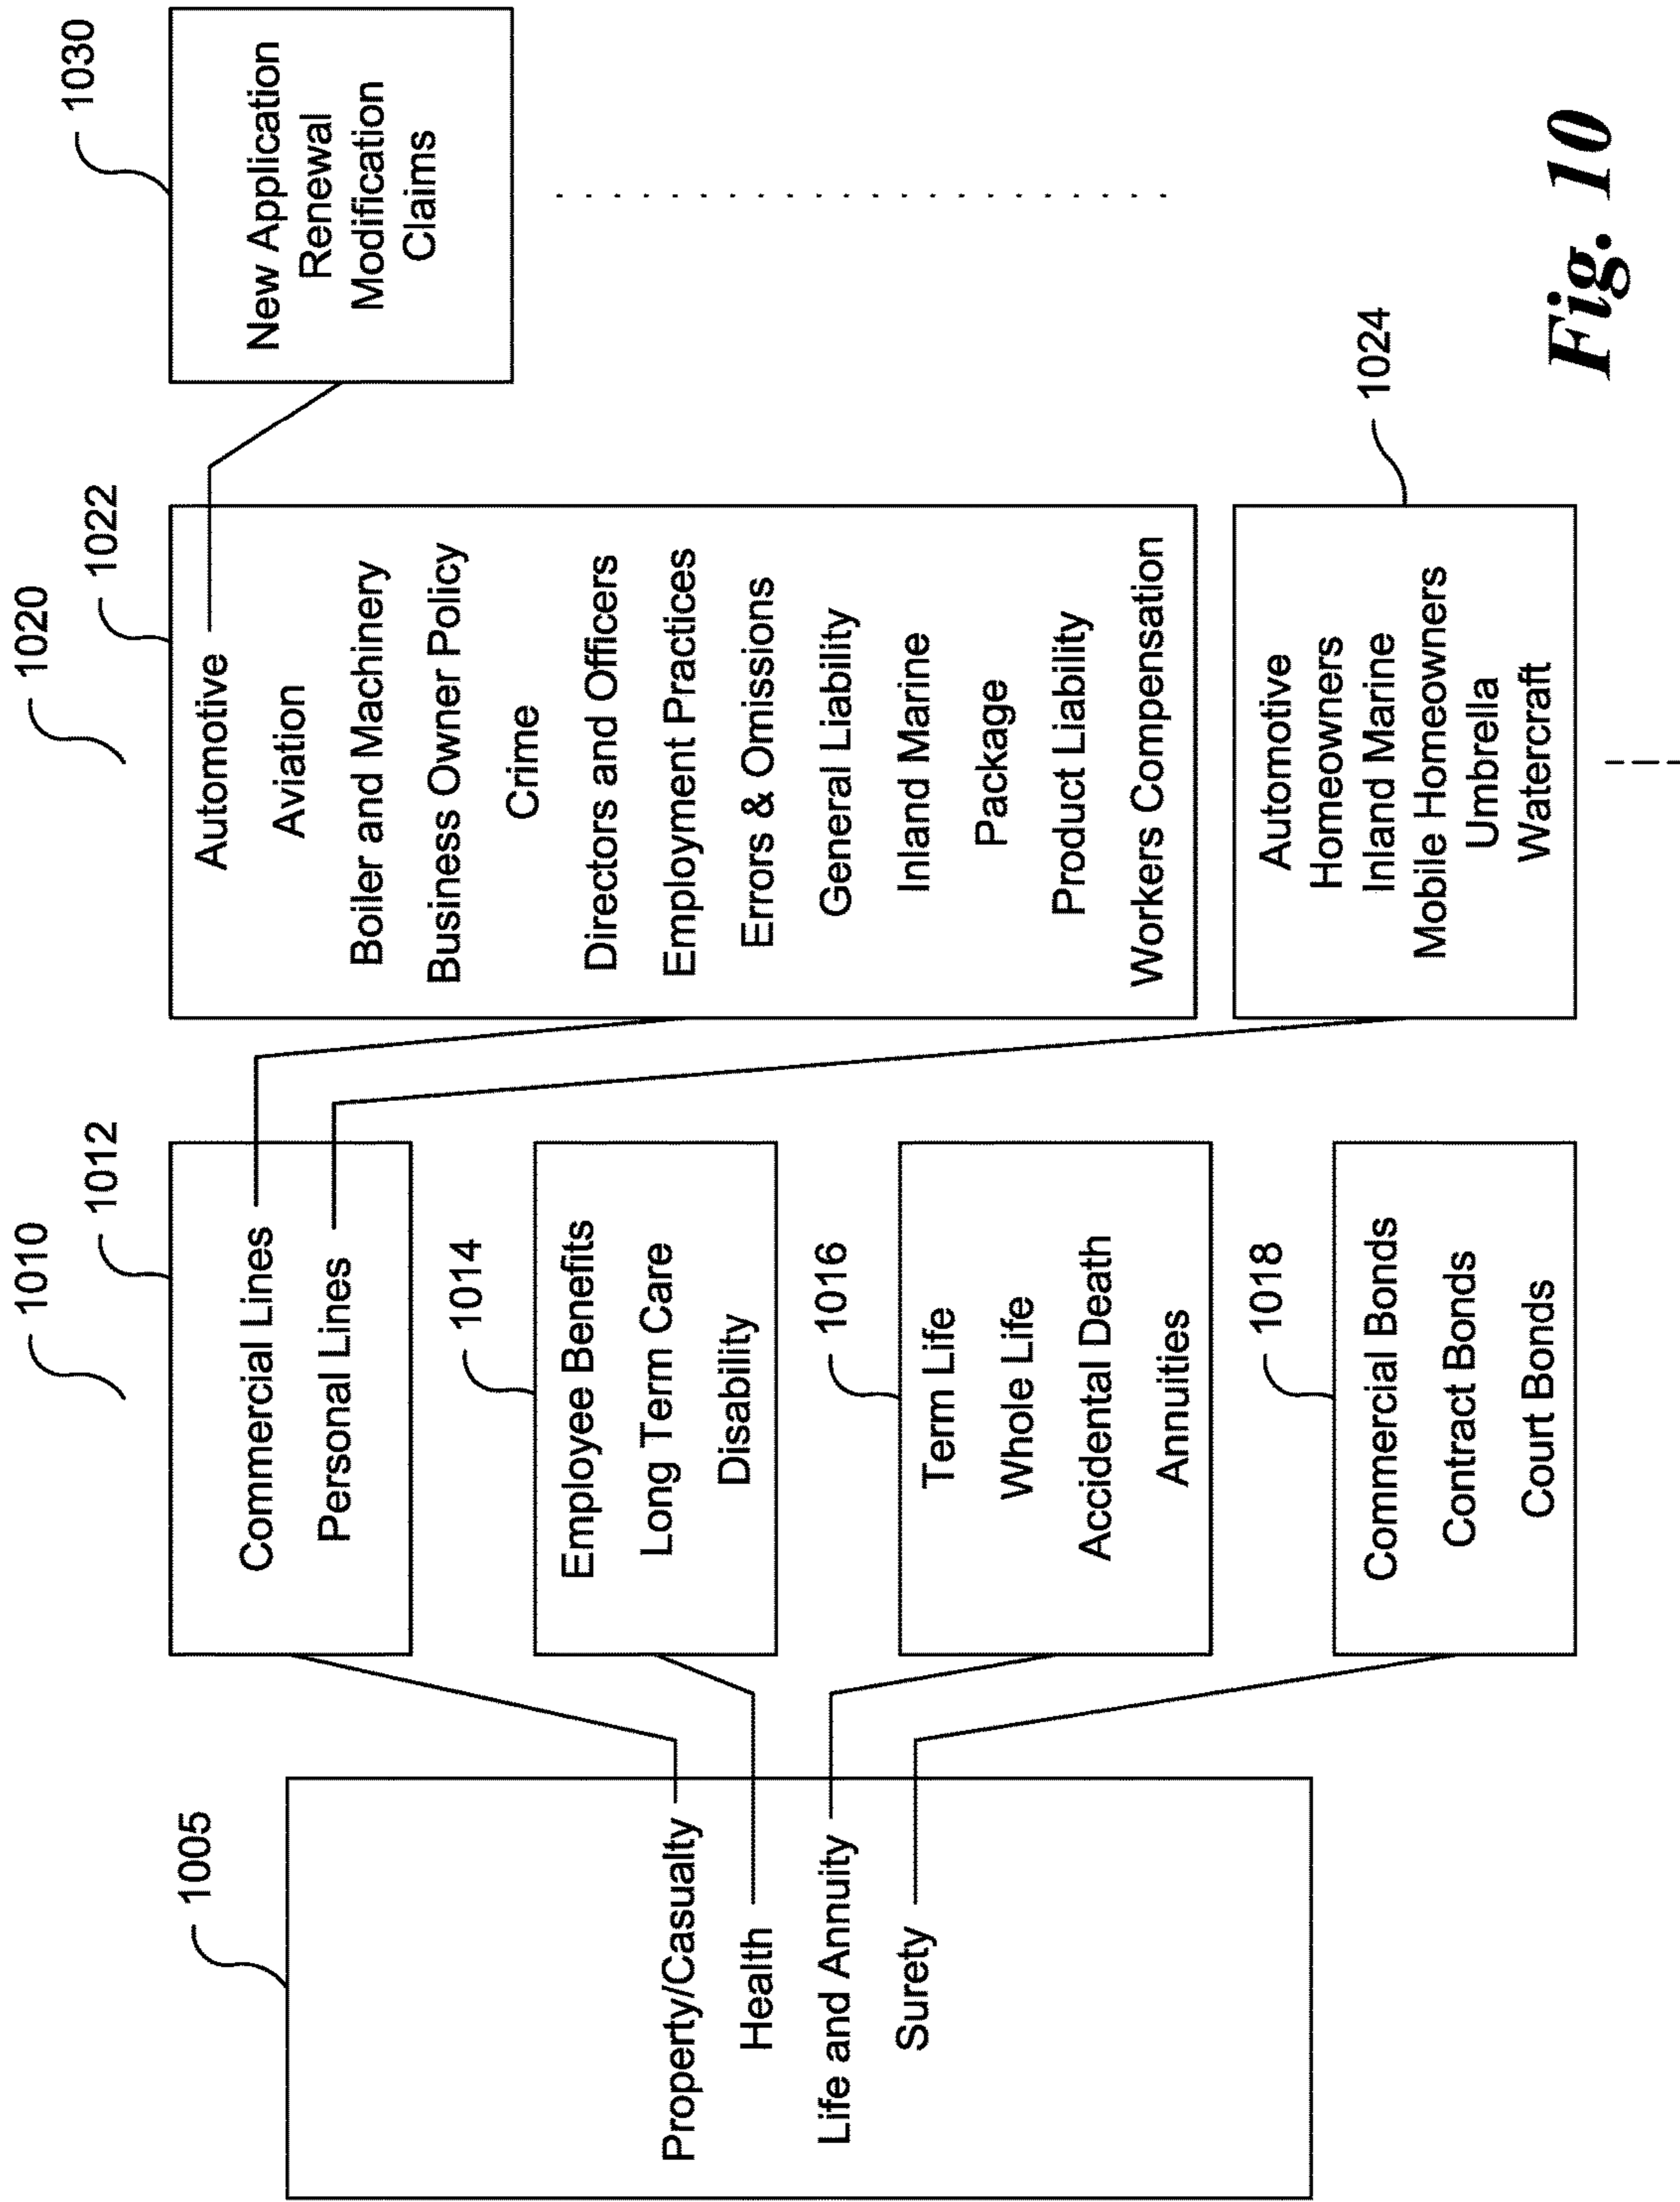 1005
Property/Casualty
Health
Life and Annuity
Surety
1010
1012
Commercial Lines
Personal Lines
1014
Employee Benefits
Long Term Care
Disability
1016
Term Life
Whole Life
Accidental Death
Annuities
1018
Commercial Bonds
Contract Bonds
Court Bonds
1020
1022
Automotive
Aviation
Boiler and Machinery
Business Owner Policy
Crime
Directors and Officers
Employment Practices
Errors & Omissions
General Liability
Inland Marine
Package
Product Liability
Workers Compensation
1024
Automotive
Homeowners
Inland Marine
Mobile Homeowners
Umbrella
Watercraft
1030
New Application
Renewal
Modification
Claims
Fig. 10